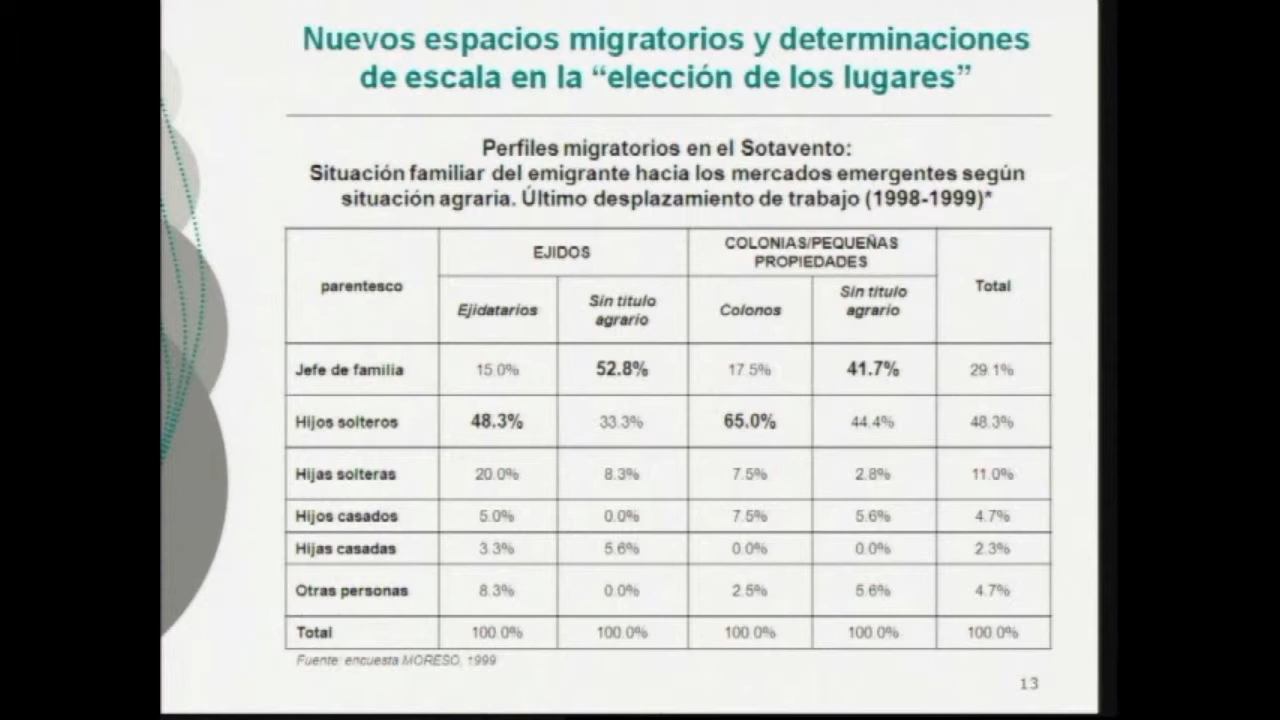 Nuevos espacios migratorios y determinaciones
de escala en la “elección de los lugares”
Perfiles migratorios en el Sotavento:
Situación familiar del emigrante hacia los mercados emergentes según
situación agraria. Último desplazamiento de trabajo (1998-1999)*
parentesco EJIDOS COLONIAS/PEQUEÑAS PROPIEDADES Total
Ejidatarios Sin titulo agrario Colonos Sin titulo agrario
Jefe de familia 15.0% 52.8% 17.5% 41.7% 29.1%
Hijos solteros 48.3% 33.3% 65.0% 44.4% 48.3%
Hijas solteras 20.0% 8.3% 7.5% 2.8% 11.0%
Hijos casados 5.0% 0.0% 7.5% 5.6% 4.7%
Hijas casadas 3.3% 5.6% 0.0% 0.0% 2.3%
Otras personas 8.3% 0.0% 2.5% 5.6% 4.7%
Total 100.0% 100.0% 100.0% 100.0% 100.0%
Fuente: encuesta MORESO, 1999
13